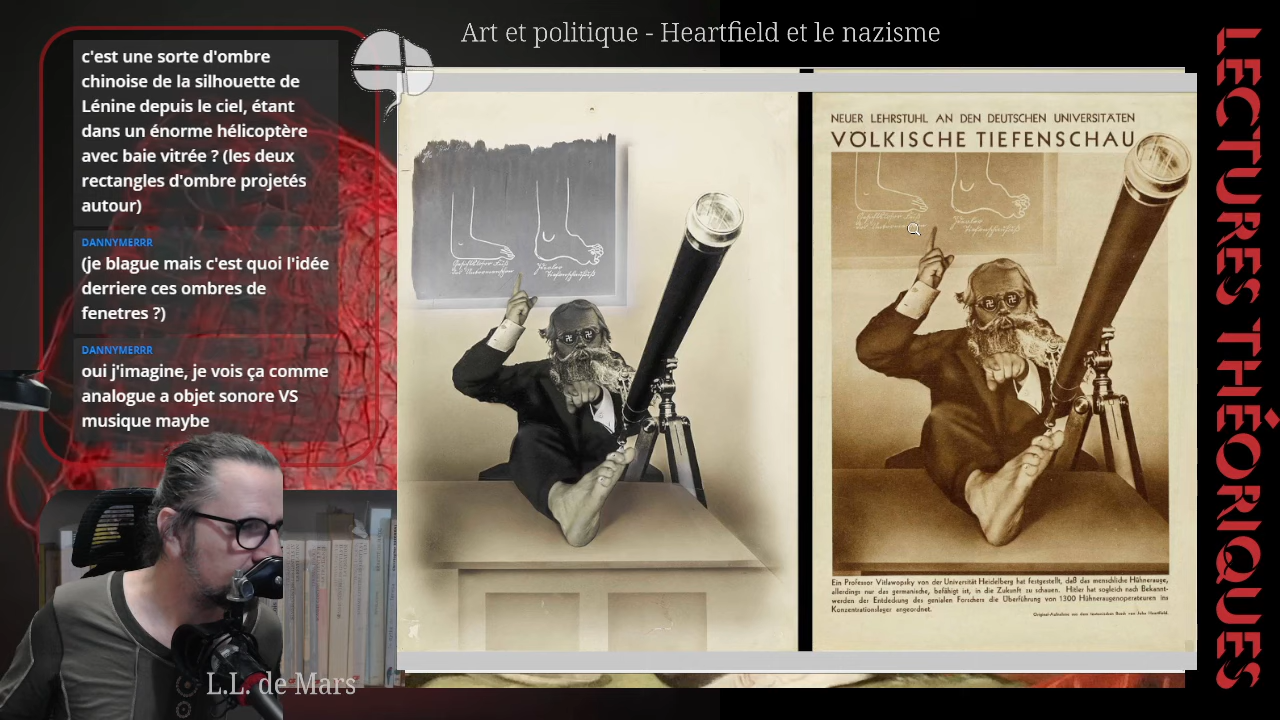 Art et politique - Heartfield et le nazisme
c'est une sorte d'ombre
chinoise de la silhouette de
Lénine depuis le ciel, étant
dans un énorme hélicoptère
avec baie vitrée ? (les deux
rectangles d'ombre projetés
autour)
DANNYMERRR
(je blague mais c'est quoi l'idée
derriere ces ombres de
fenetres ?)
DANNYMERRR
oui j'imagine, je vois ça comme
analogue a objet sonore VS
musique maybe
L.L. de Mars
NEUER LEHRSTUHL AN DEN DEUTSCHEN UNIVERSITÄTEN
VÖLKISCHE TIEFENSCHAU
Ein Professor Vitlawopsky von der Universität Heidelberg hat festgestellt, daß das menschliche Hühnerauge,
allerdings nur das germanische, befähigt ist, in die Zukunft zu schauen. Hitler hat sogleich nach Bekannt-
werden der Entdeckung des genialen Forschers die Überführung von 1300 Hühneraugenoperateuren ins
Konzentrationslager angeordnet.
LECTURES THÉORIQUES